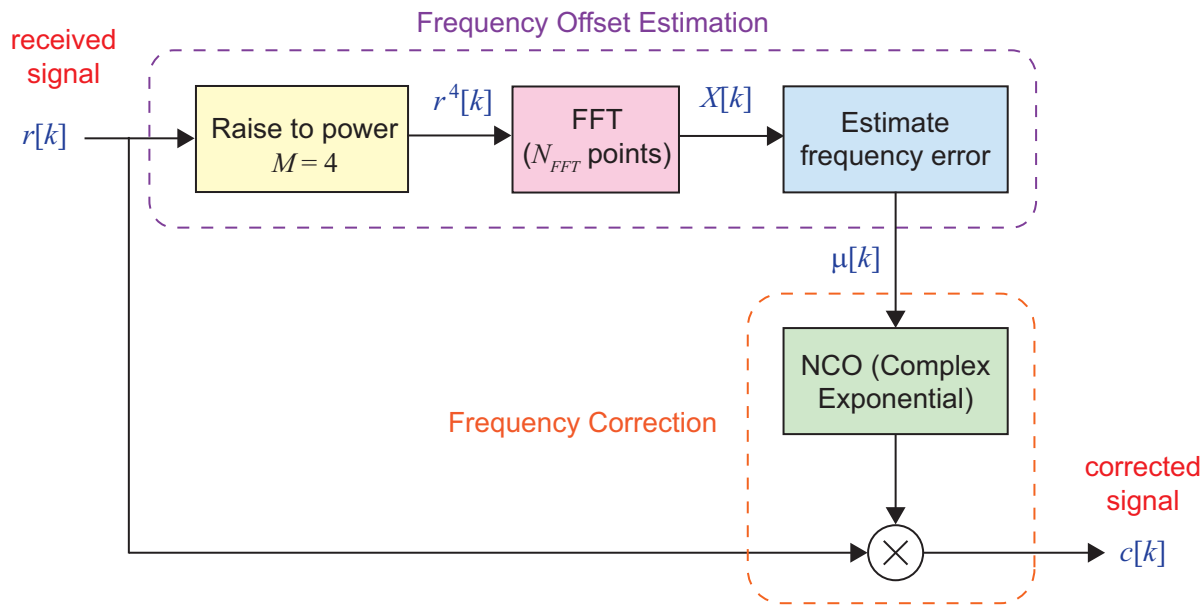 Frequency Offset Estimation
received
signal
r[k]
Raise to power
M = 4
r⁴[k]
FFT
(N_FFT points)
X[k]
Estimate
frequency error
μ[k]
NCO (Complex
Exponential)
Frequency Correction
corrected
signal
c[k]